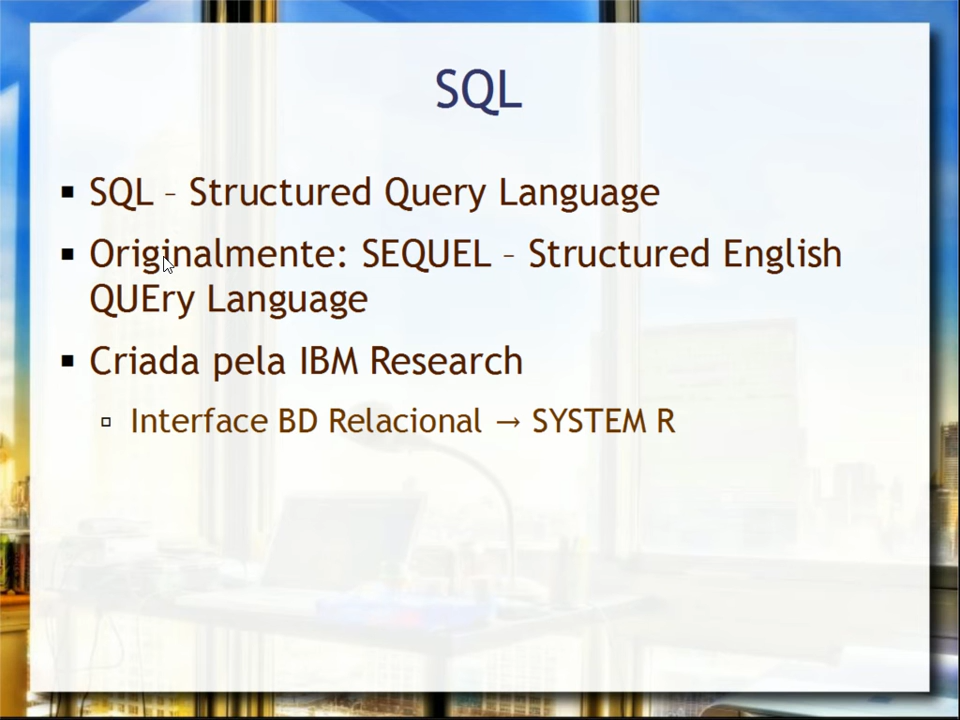 SQL
▪ SQL – Structured Query Language
▪ Originalmente: SEQUEL – Structured English
QUEry Language
▪ Criada pela IBM Research
▫ Interface BD Relacional → SYSTEM R